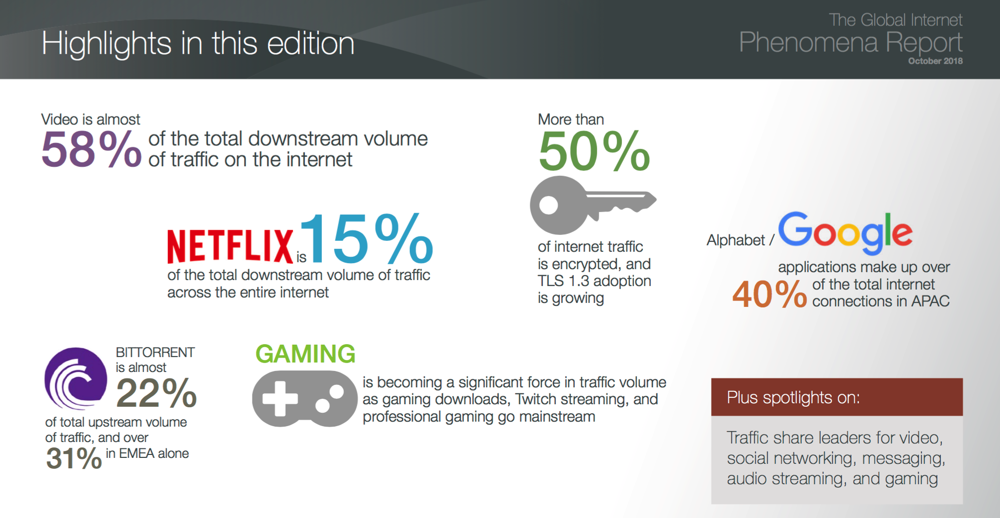 Highlights in this edition
The Global Internet
Phenomena Report
October 2018
Video is almost
58% of the total downstream volume
of traffic on the internet
NETFLIX is 15%
of the total downstream volume of traffic
across the entire internet
More than
50%
of internet traffic
is encrypted, and
TLS 1.3 adoption
is growing
Alphabet / Google
applications make up over
40% of the total internet
connections in APAC
BITTORRENT
is almost
22%
of total upstream volume
of traffic, and over
31% in EMEA alone
GAMING
is becoming a significant force in traffic volume
as gaming downloads, Twitch streaming, and
professional gaming go mainstream
Plus spotlights on:
Traffic share leaders for video,
social networking, messaging,
audio streaming, and gaming